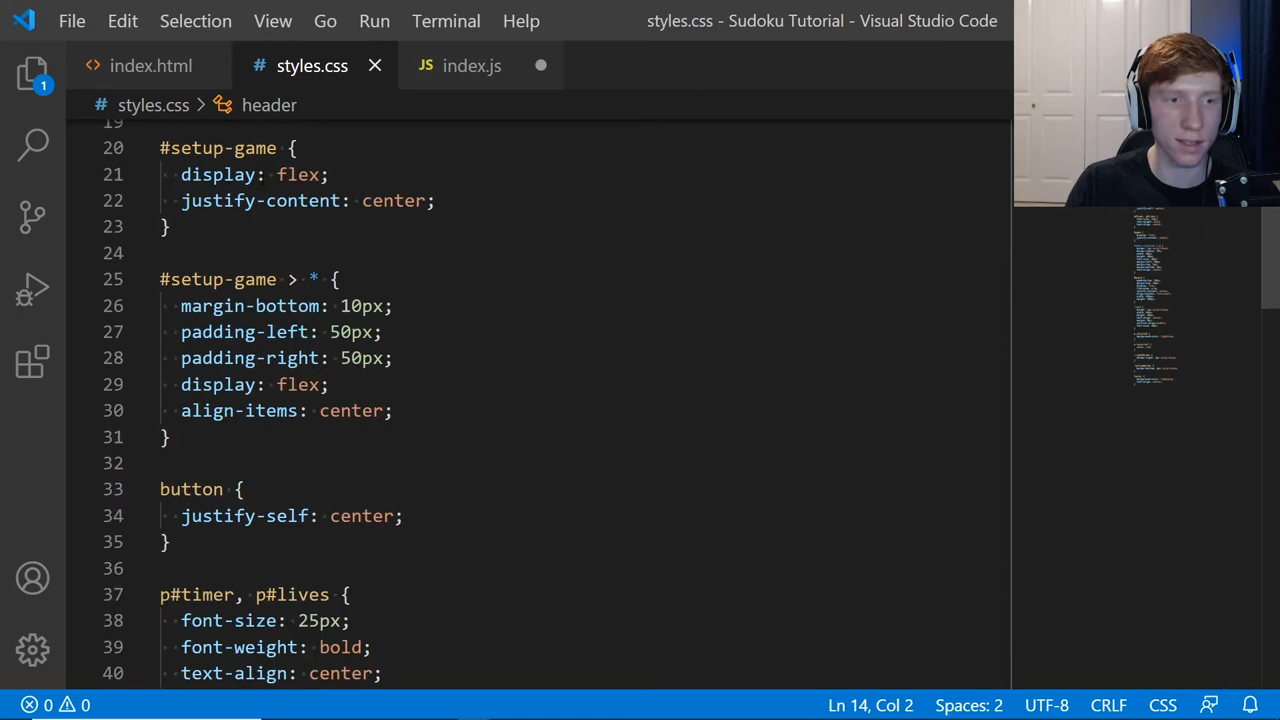 File Edit Selection View Go Run Terminal Help styles.css - Sudoku Tutorial - Visual Studio Code
index.html # styles.css JS index.js
1
# styles.css > header
19
20 #setup-game {
21 display: flex;
22 justify-content: center;
23 }
24
25 #setup-game > * {
26 margin-bottom: 10px;
27 padding-left: 50px;
28 padding-right: 50px;
29 display: flex;
30 align-items: center;
31 }
32
33 button {
34 justify-self: center;
35 }
36
37 p#timer, p#lives {
38 font-size: 25px;
39 font-weight: bold;
40 text-align: center;
0 0 Ln 14, Col 2 Spaces: 2 UTF-8 CRLF CSS